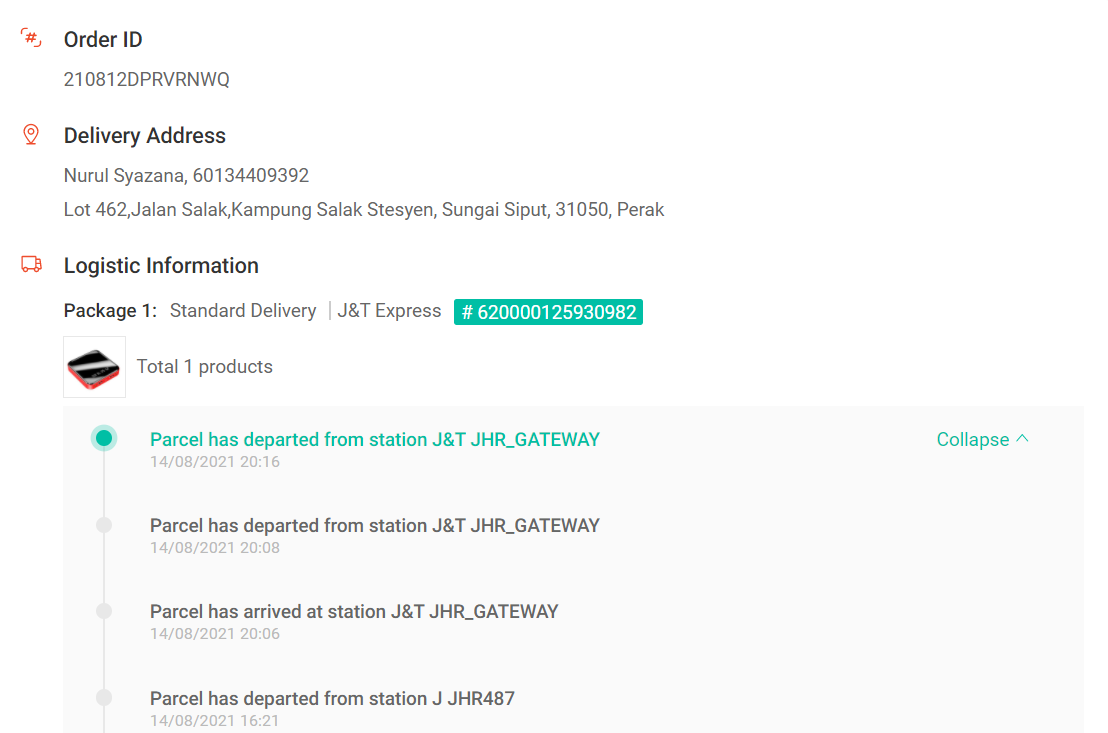 Order ID
210812DPRVRNWQ
Delivery Address
Nurul Syazana, 60134409392
Lot 462,Jalan Salak,Kampung Salak Stesyen, Sungai Siput, 31050, Perak
Logistic Information
Package 1: Standard Delivery | J&T Express # 620000125930982
Total 1 products
Parcel has departed from station J&T JHR_GATEWAY Collapse
14/08/2021 20:16
Parcel has departed from station J&T JHR_GATEWAY
14/08/2021 20:08
Parcel has arrived at station J&T JHR_GATEWAY
14/08/2021 20:06
Parcel has departed from station J JHR487
14/08/2021 16:21